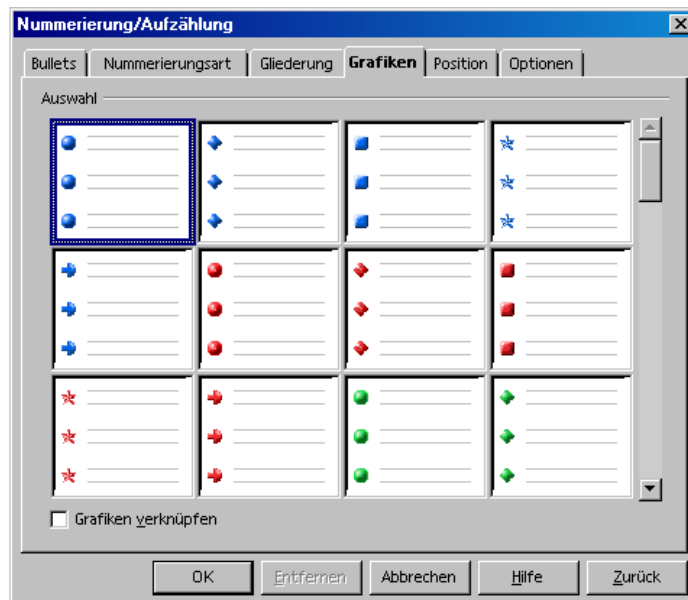 Nummerierung/Aufzählung
Bullets Nummerierungsart Gliederung Grafiken Position Optionen
Auswahl
Grafiken verknüpfen
OK Entfernen Abbrechen Hilfe Zurück